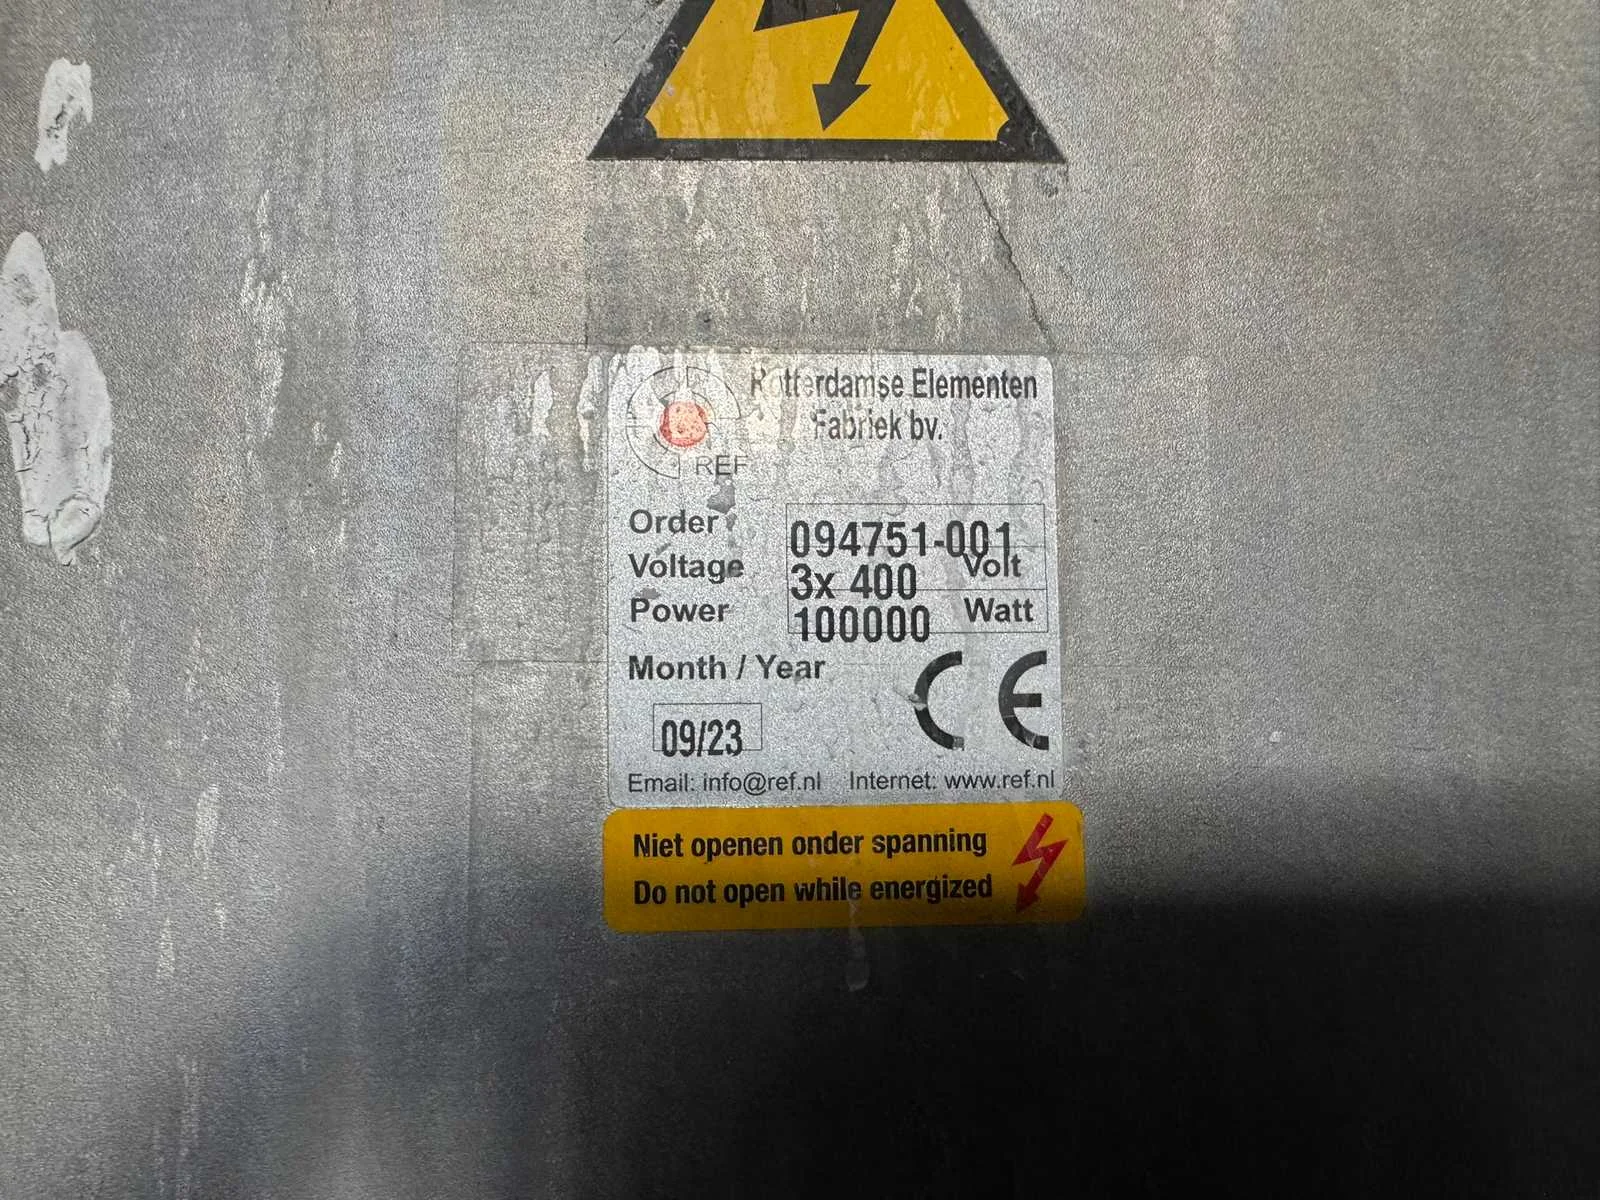 Rotterdamse Elementen
Fabriek bv.
REF
Order 094751-001
Voltage 3x 400 Volt
Power 100000 Watt
Month / Year
09/23
CE
Email: info@ref.nl Internet: www.ref.nl
Niet openen onder spanning
Do not open while energized